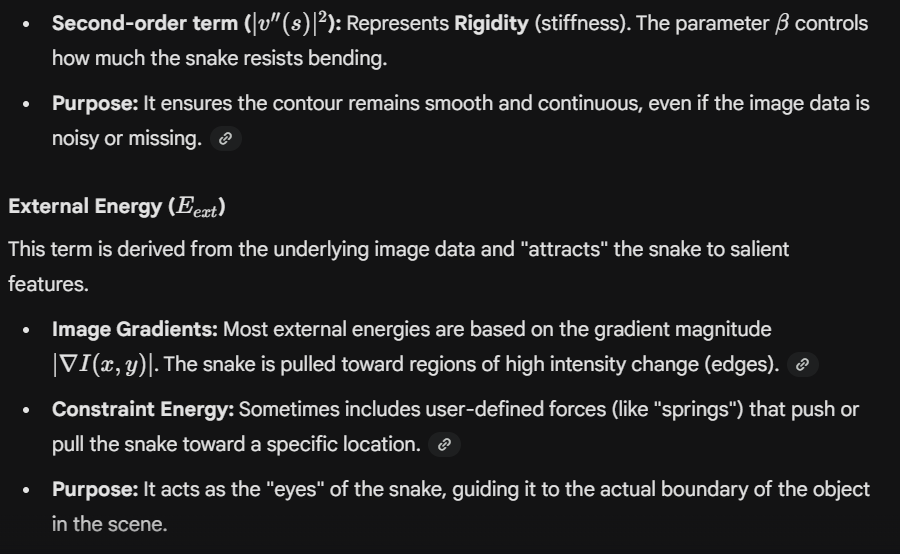 • Second-order term (|v′′(s)|²): Represents Rigidity (stiffness). The parameter β controls
how much the snake resists bending.
• Purpose: It ensures the contour remains smooth and continuous, even if the image data is
noisy or missing.
External Energy (E_ext)
This term is derived from the underlying image data and "attracts" the snake to salient
features.
• Image Gradients: Most external energies are based on the gradient magnitude
|∇I(x, y)|. The snake is pulled toward regions of high intensity change (edges).
• Constraint Energy: Sometimes includes user-defined forces (like "springs") that push or
pull the snake toward a specific location.
• Purpose: It acts as the "eyes" of the snake, guiding it to the actual boundary of the object
in the scene.